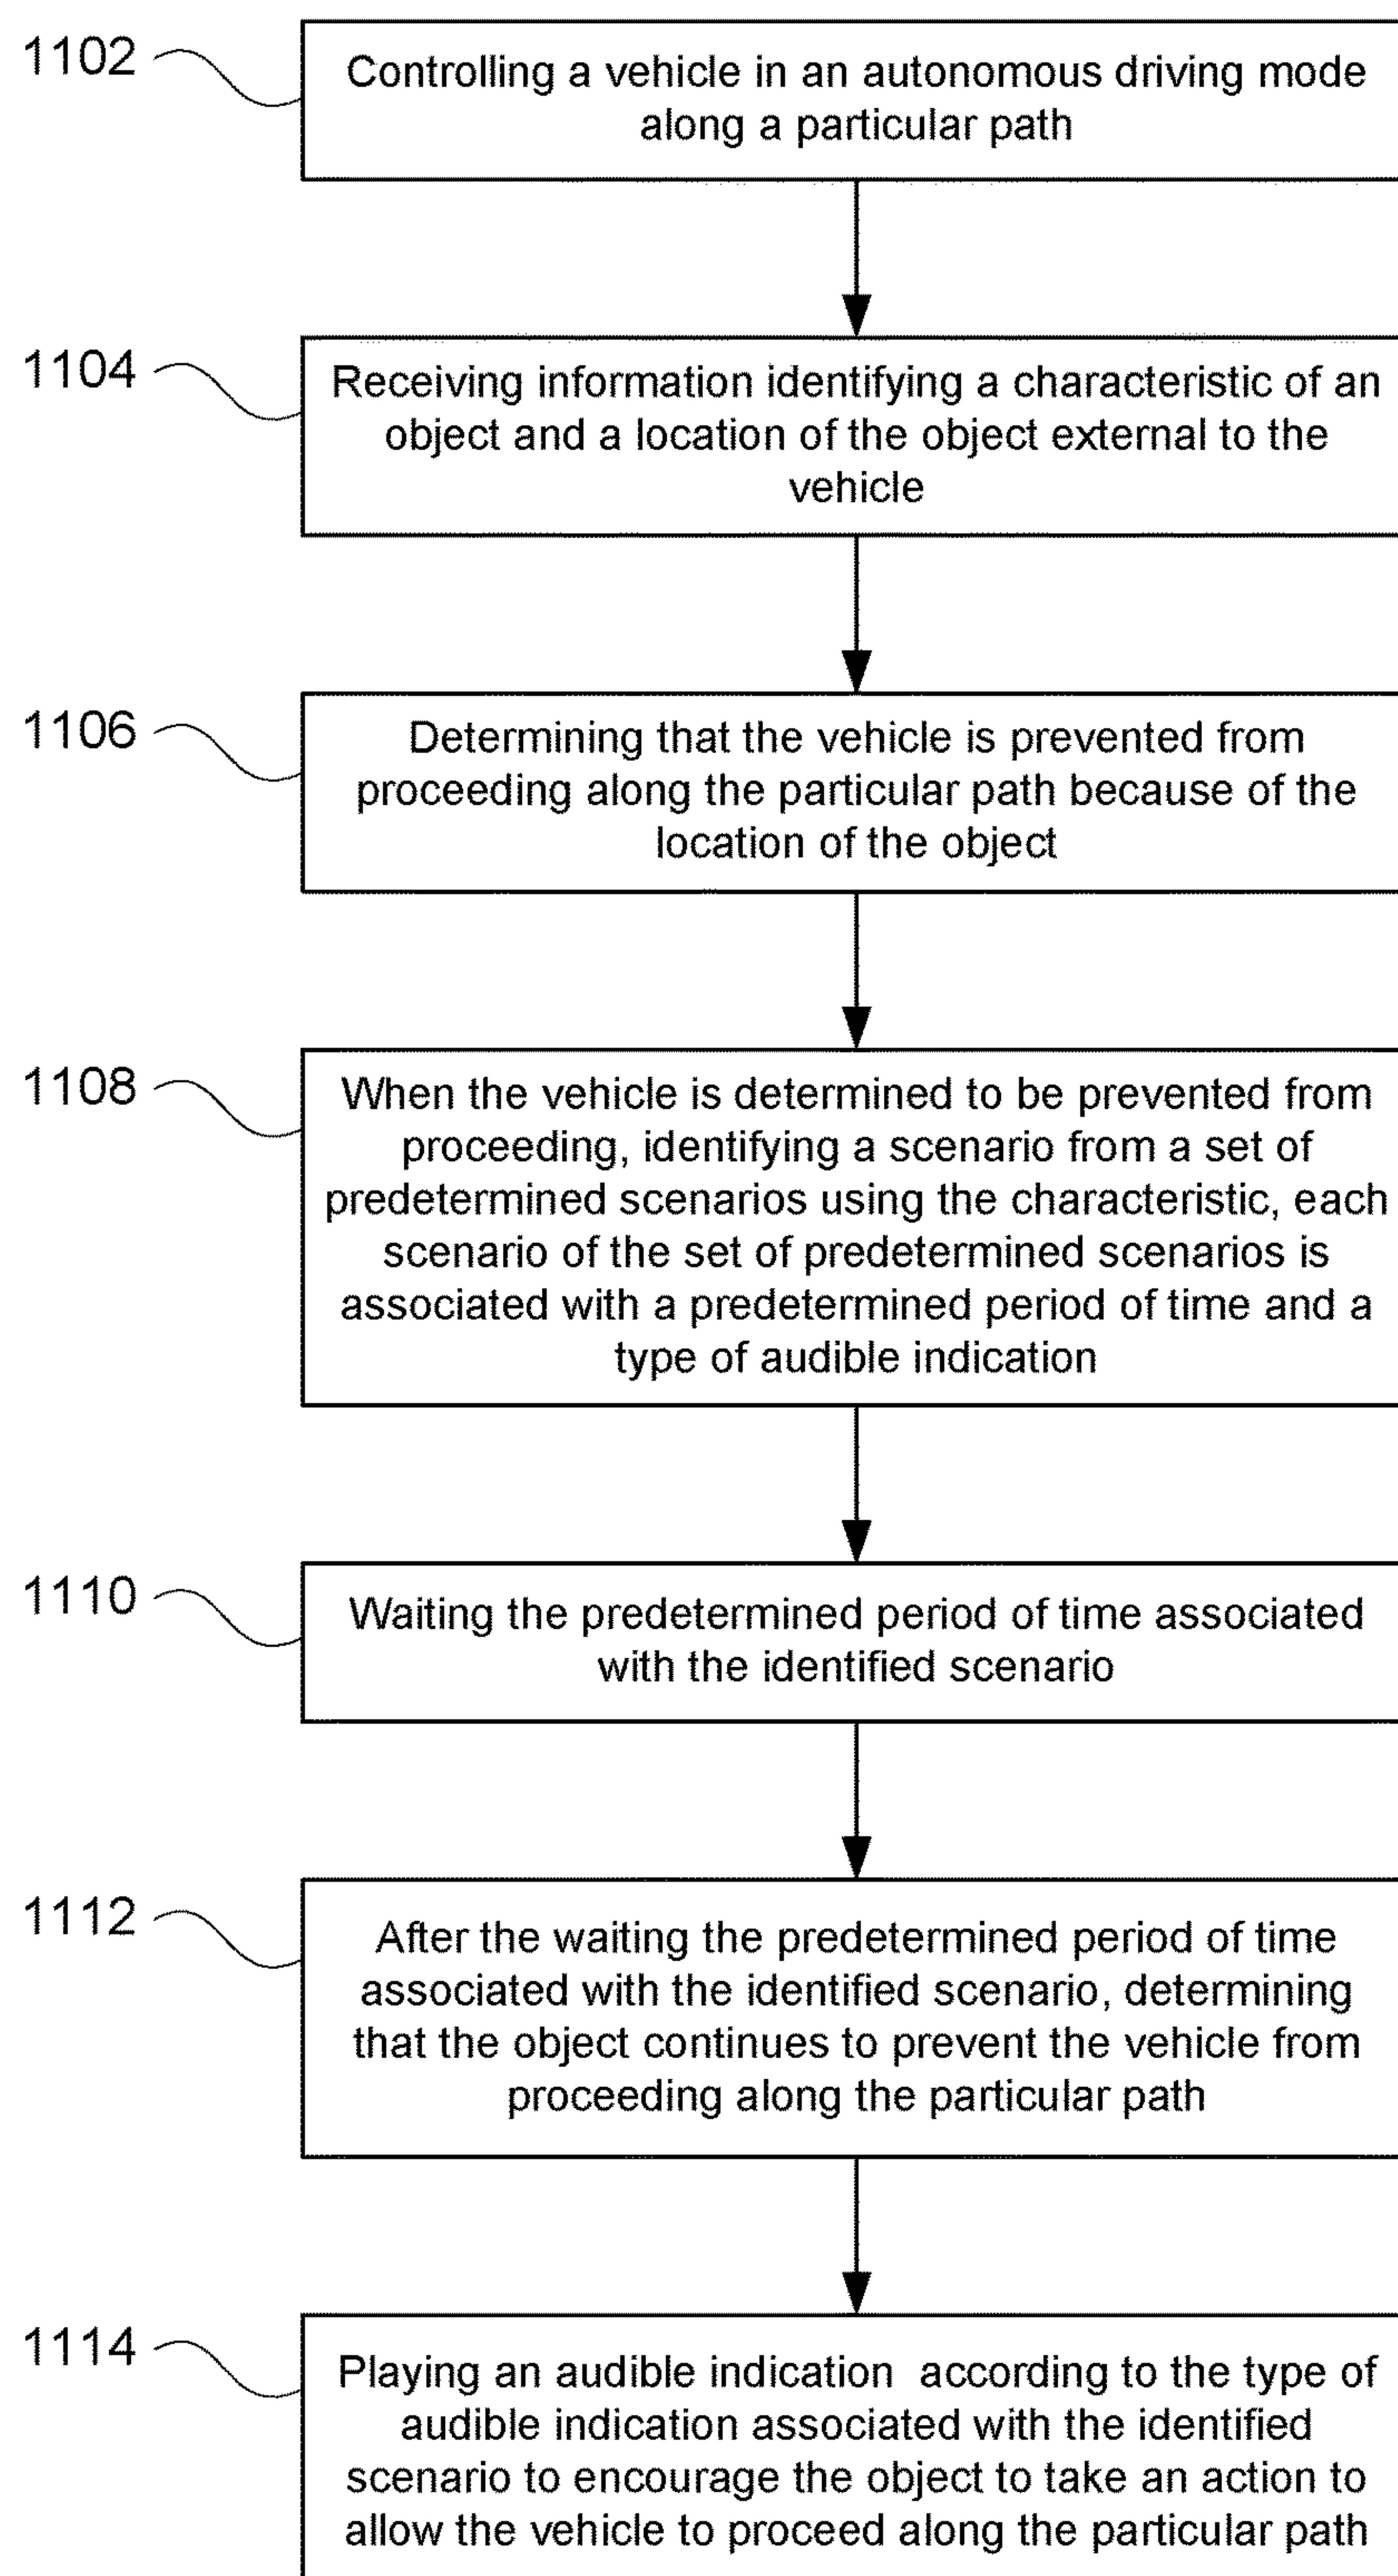 1102
Controlling a vehicle in an autonomous driving mode
along a particular path
1104
Receiving information identifying a characteristic of an
object and a location of the object external to the
vehicle
1106
Determining that the vehicle is prevented from
proceeding along the particular path because of the
location of the object
1108
When the vehicle is determined to be prevented from
proceeding, identifying a scenario from a set of
predetermined scenarios using the characteristic, each
scenario of the set of predetermined scenarios is
associated with a predetermined period of time and a
type of audible indication
1110
Waiting the predetermined period of time associated
with the identified scenario
1112
After the waiting the predetermined period of time
associated with the identified scenario, determining
that the object continues to prevent the vehicle from
proceeding along the particular path
1114
Playing an audible indication according to the type of
audible indication associated with the identified
scenario to encourage the object to take an action to
allow the vehicle to proceed along the particular path